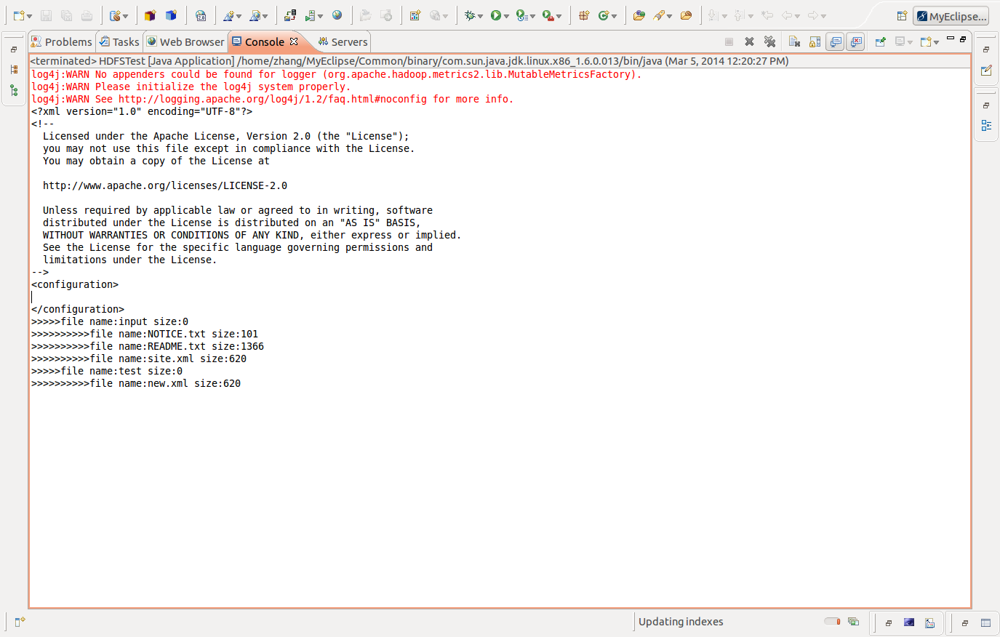 MyEclipse...
Problems Tasks Web Browser Console Servers
<terminated> HDFSTest [Java Application] /home/zhang/MyEclipse/Common/binary/com.sun.java.jdk.linux.x86_1.6.0.013/bin/java (Mar 5, 2014 12:20:27 PM)
log4j:WARN No appenders could be found for logger (org.apache.hadoop.metrics2.lib.MutableMetricsFactory).
log4j:WARN Please initialize the log4j system properly.
log4j:WARN See http://logging.apache.org/log4j/1.2/faq.html#noconfig for more info.
<?xml version="1.0" encoding="UTF-8"?>
<!--
Licensed under the Apache License, Version 2.0 (the "License");
you may not use this file except in compliance with the License.
You may obtain a copy of the License at
http://www.apache.org/licenses/LICENSE-2.0
Unless required by applicable law or agreed to in writing, software
distributed under the License is distributed on an "AS IS" BASIS,
WITHOUT WARRANTIES OR CONDITIONS OF ANY KIND, either express or implied.
See the License for the specific language governing permissions and
limitations under the License.
-->
<configuration>
</configuration>
>>>>>file name:input size:0
>>>>>>>>>>file name:NOTICE.txt size:101
>>>>>>>>>>file name:README.txt size:1366
>>>>>>>>>>file name:site.xml size:620
>>>>>file name:test size:0
>>>>>>>>>>file name:new.xml size:620
Updating indexes